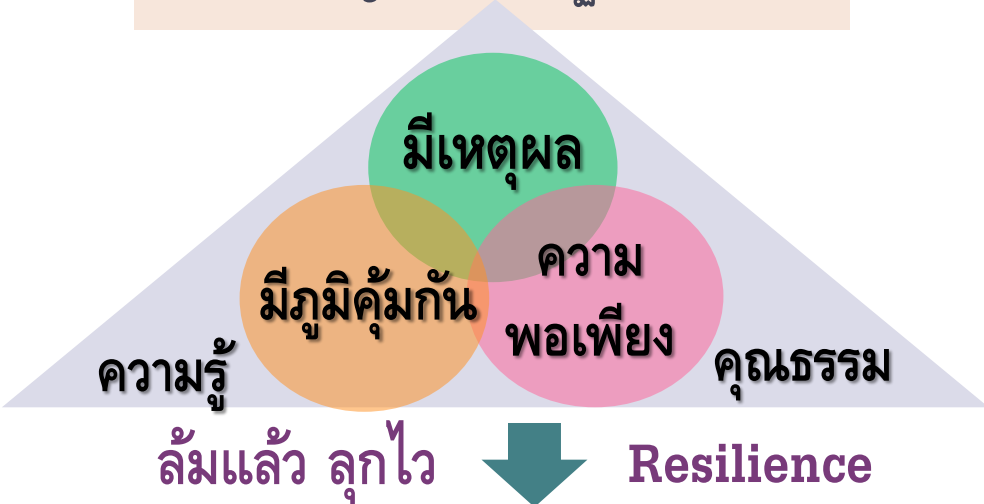 มีเหตุผล
มีภูมิคุ้มกัน
ความ
พอเพียง
ความรู้
คุณธรรม
ล้มแล้ว ลุกไว
Resilience